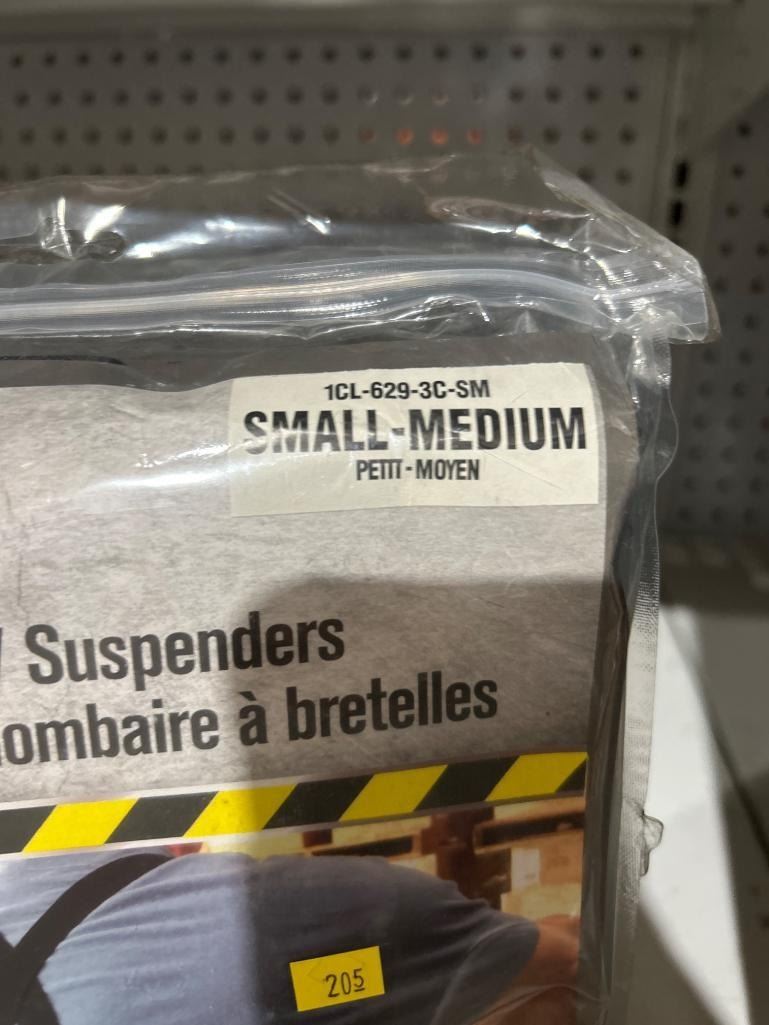 1CL-629-3C-SM
SMALL-MEDIUM
PETIT-MOYEN
Suspenders
ombaire à bretelles
205